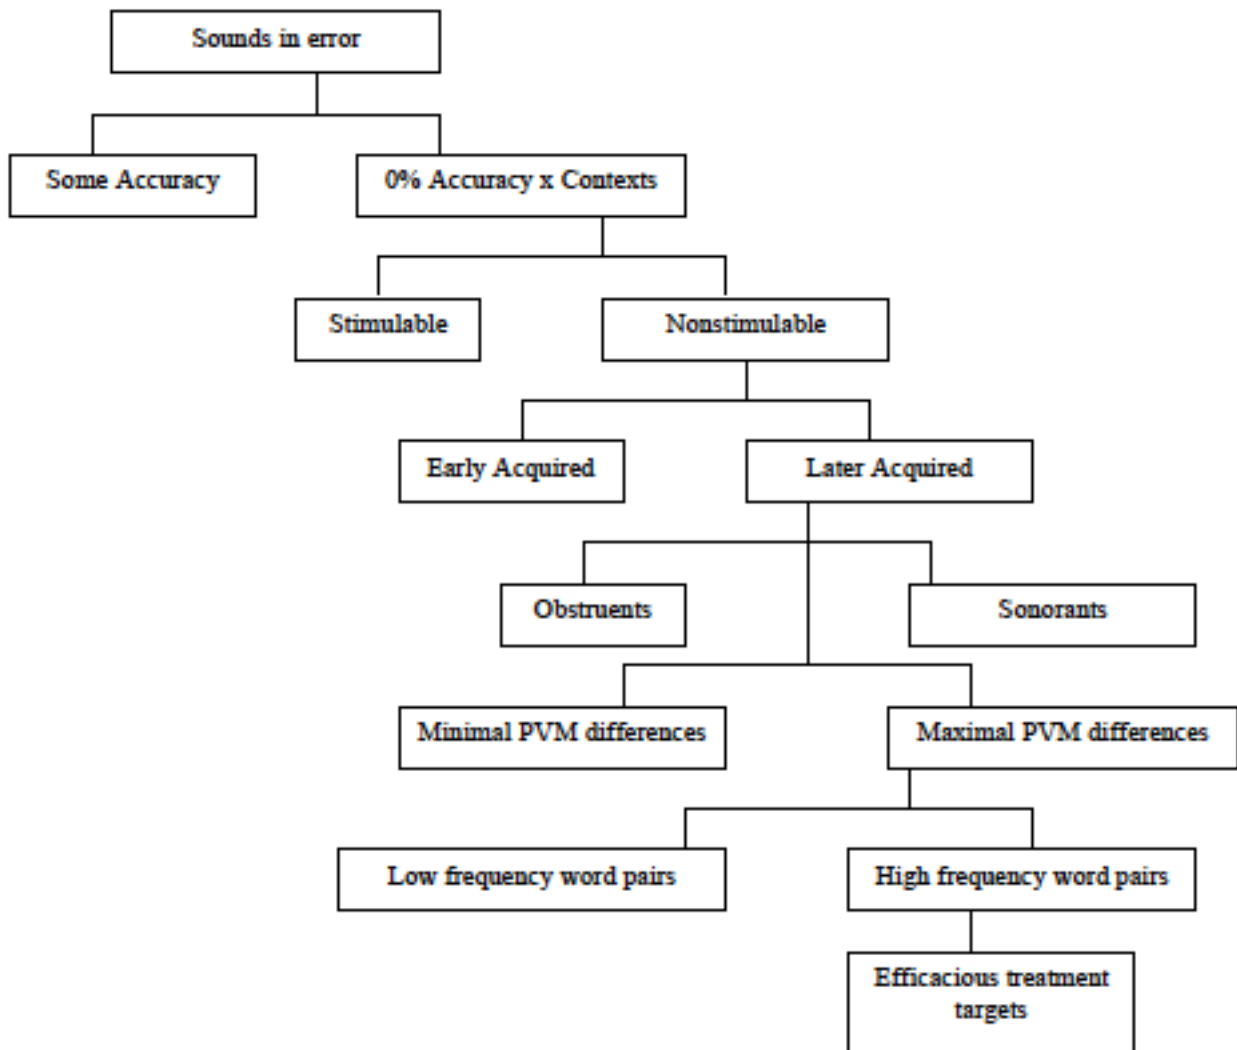 Sounds in error
Some Accuracy
0% Accuracy x Contexts
Stimulable
Nonstimulable
Early Acquired
Later Acquired
Obstruents
Sonorants
Minimal PVM differences
Maximal PVM differences
Low frequency word pairs
High frequency word pairs
Efficacious treatment
targets